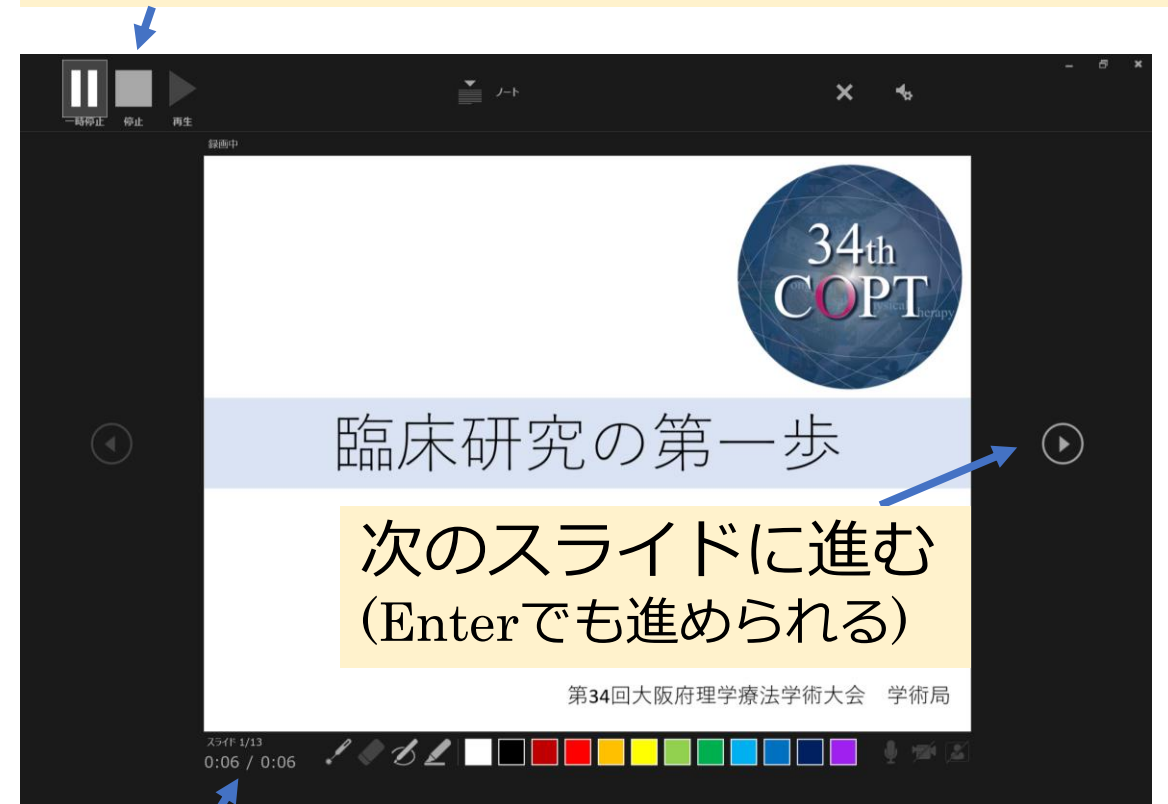 一時停止
停止
再生
ノート
録画中
34th
COPT
臨床研究の第一歩
次のスライドに進む
(Enterでも進められる)
第34回大阪府理学療法学術大会　学術局
スライド 1/13
0:06 / 0:06